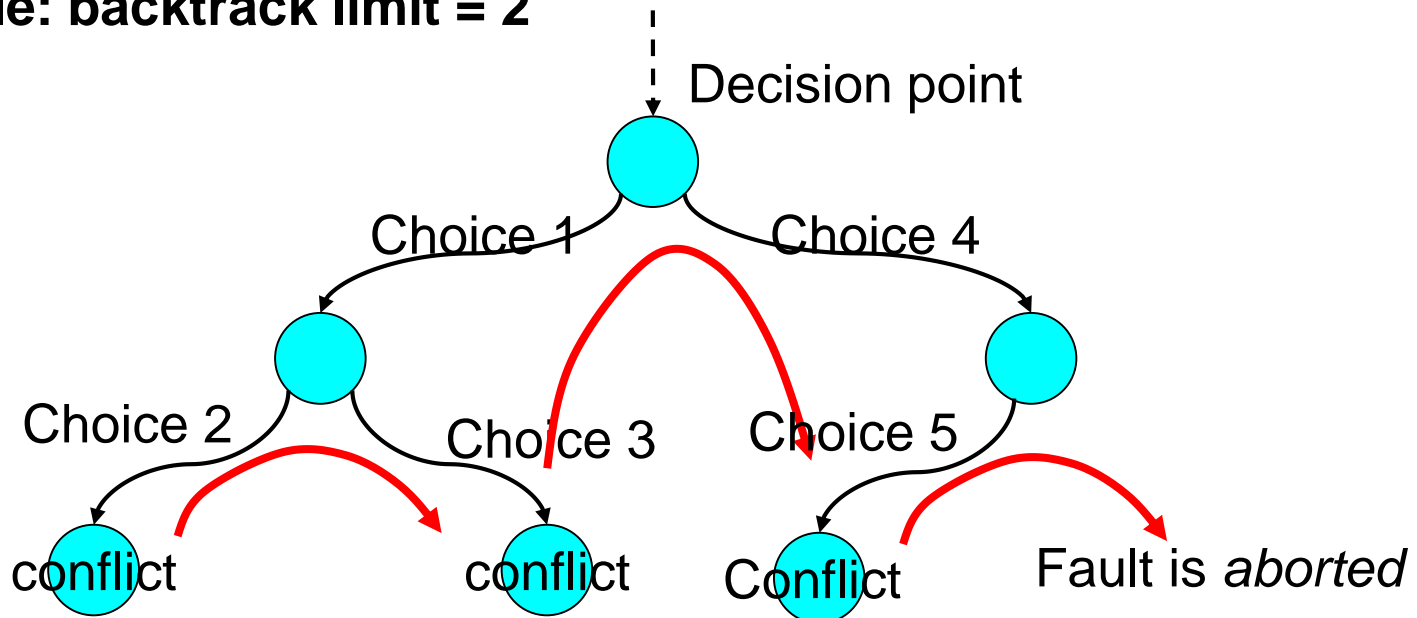 backtrack limit = 2
Decision point
Choice 1
Choice 4
Choice 2
Choice 3
Choice 5
conflict
conflict
Conflict
Fault is aborted